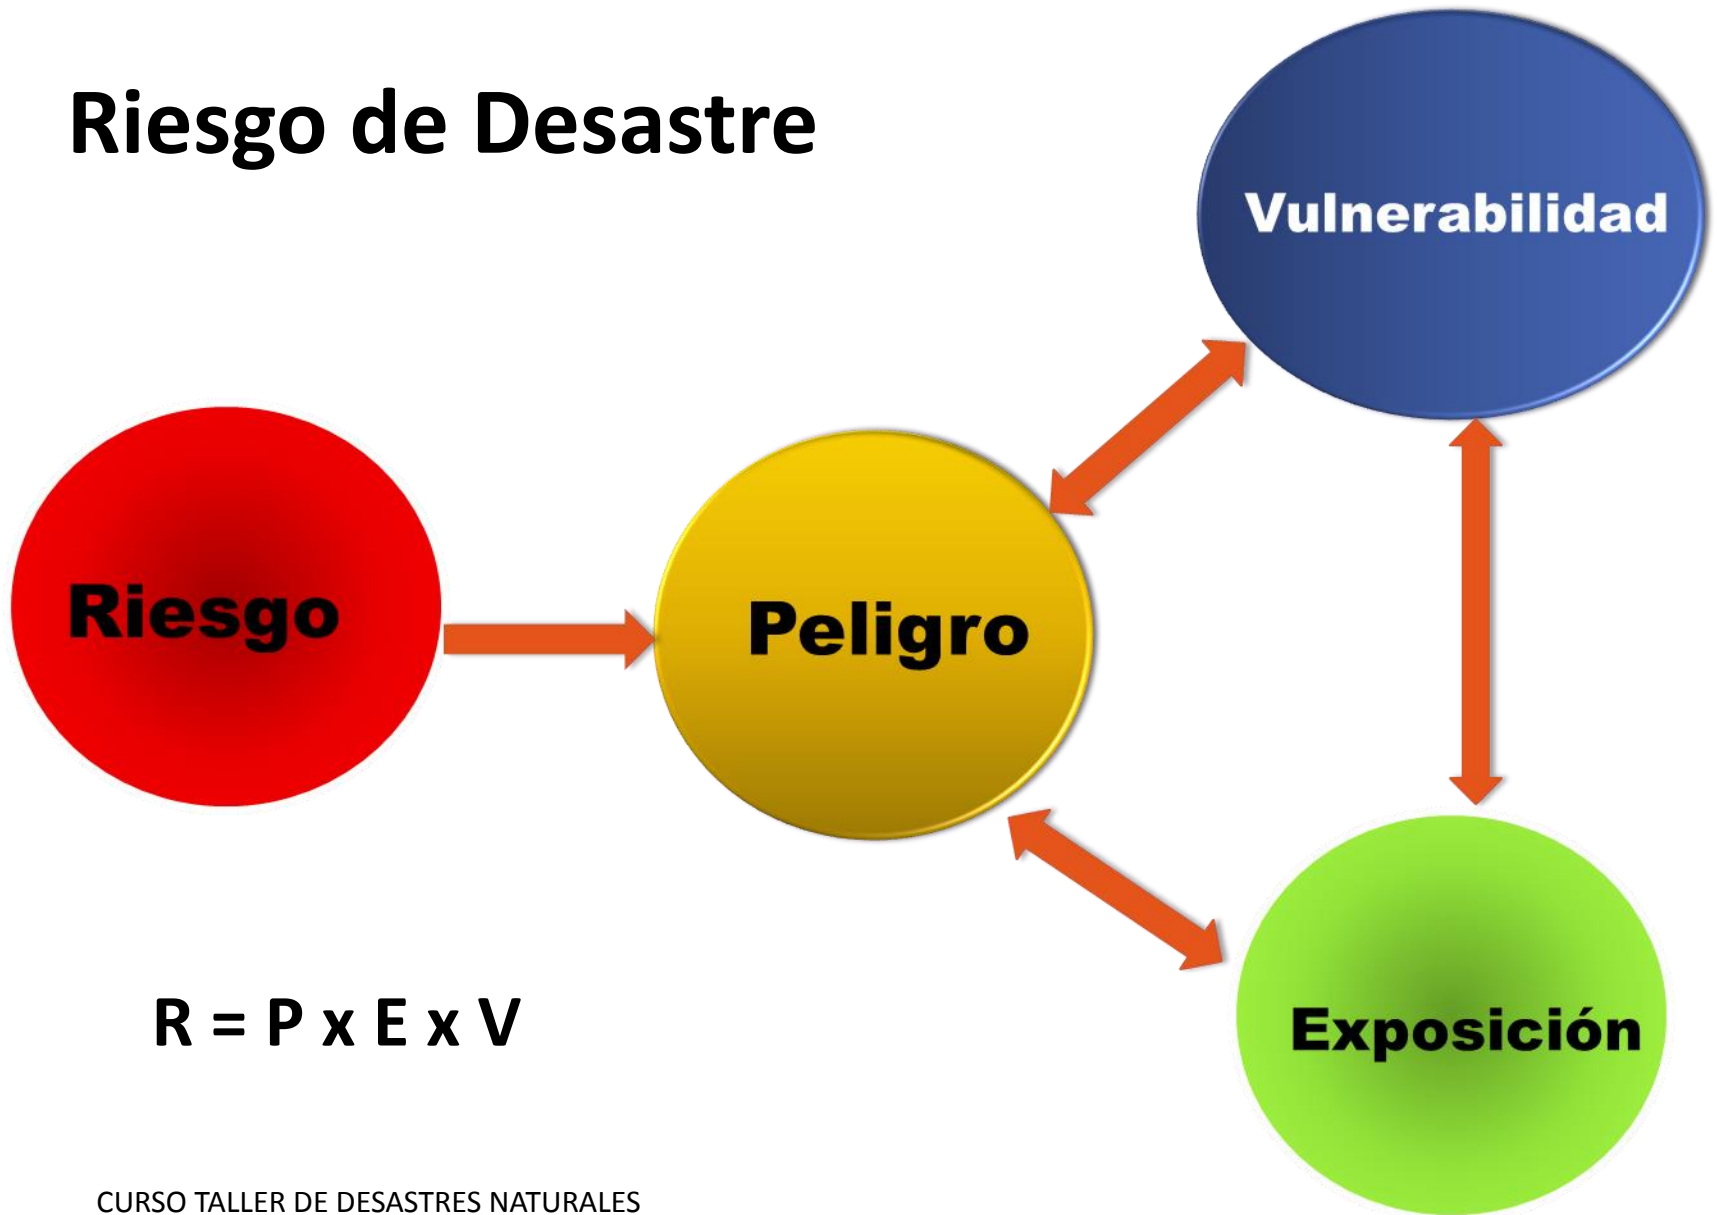 Riesgo de Desastre
Vulnerabilidad
Riesgo
Peligro
Exposición
R = P x E x V
CURSO TALLER DE DESASTRES NATURALES